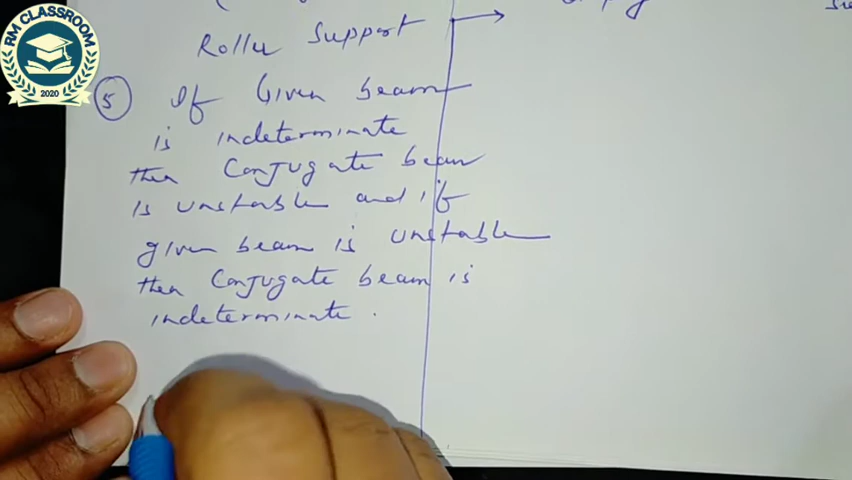 RM CLASSROOM
2020
Roller Support
5 If Given beam
is indeterminate
then Conjugate beam
is unstable and if
given beam is unstable
then Conjugate beam is
indeterminate .